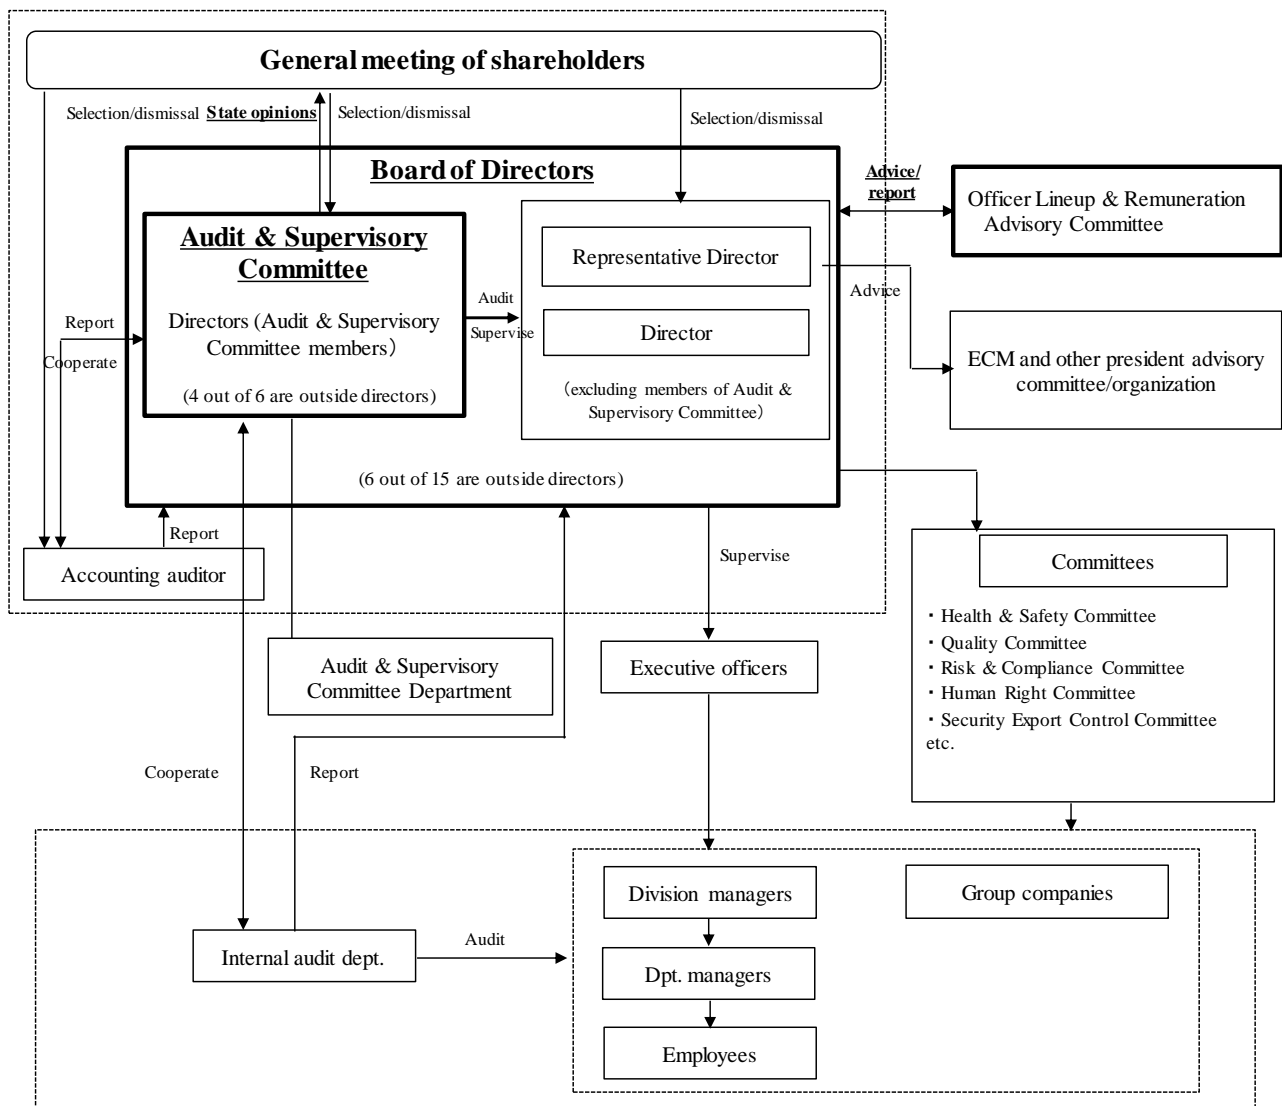 General meeting of shareholders
Selection/dismissal
State opinions
Selection/dismissal
Selection/dismissal
Board of Directors
Advice/
report
Officer Lineup & Remuneration
Advisory Committee
Audit & Supervisory
Committee
Directors (Audit & Supervisory
Committee members）
(4 out of 6 are outside directors)
Audit
Supervise
Representative Director
Director
（excluding members of Audit &
Supervisory Committee）
Advice
ECM and other president advisory
committee/organization
Report
Cooperate
(6 out of 15 are outside directors)
Report
Accounting auditor
Supervise
Committees
・Health & Safety Committee
・Quality Committee
・Risk & Compliance Committee
・Human Right Committee
・Security Export Control Committee
etc.
Audit & Supervisory
Committee Department
Executive officers
Cooperate
Report
Division managers
Group companies
Internal audit dept.
Audit
Dpt. managers
Employees